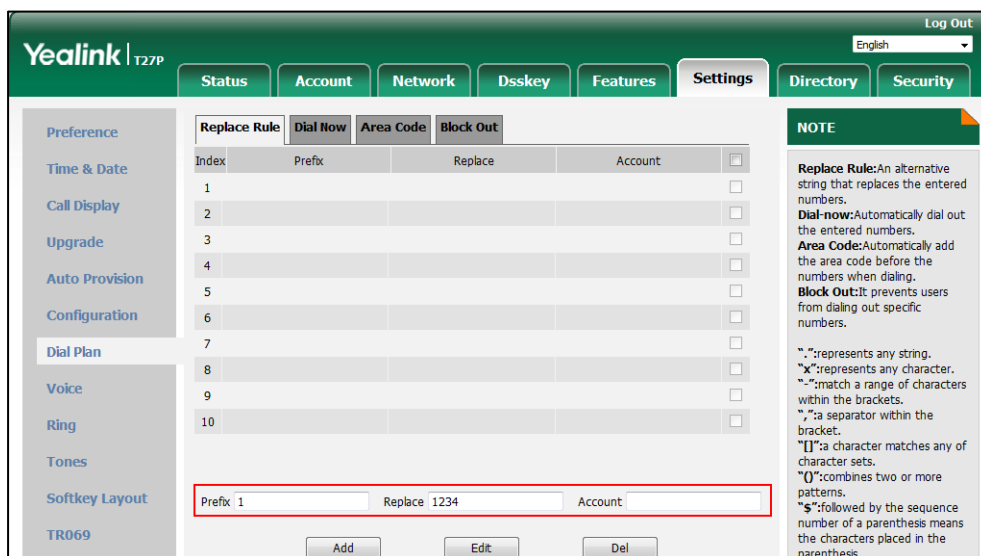 Log Out
Yealink T27P
English
Status Account Network Dsskey Features Settings Directory Security
Preference
Time & Date
Call Display
Upgrade
Auto Provision
Configuration
Dial Plan
Voice
Ring
Tones
Softkey Layout
TR069
Replace Rule Dial Now Area Code Block Out
Index Prefix Replace Account
1
2
3
4
5
6
7
8
9
10
Prefix 1 Replace 1234 Account
Add Edit Del
NOTE
Replace Rule:An alternative
string that replaces the entered
numbers.
Dial-now:Automatically dial out
the entered numbers.
Area Code:Automatically add
the area code before the
numbers when dialing.
Block Out:It prevents users
from dialing out specific
numbers.
".":represents any string.
"x":represents any character.
"-":match a range of characters
within the brackets.
",":a separator within the
bracket.
"[]":a character matches any of
character sets.
"()":combines two or more
patterns.
"$":followed by the sequence
number of a parenthesis means
the characters placed in the
parenthesis.